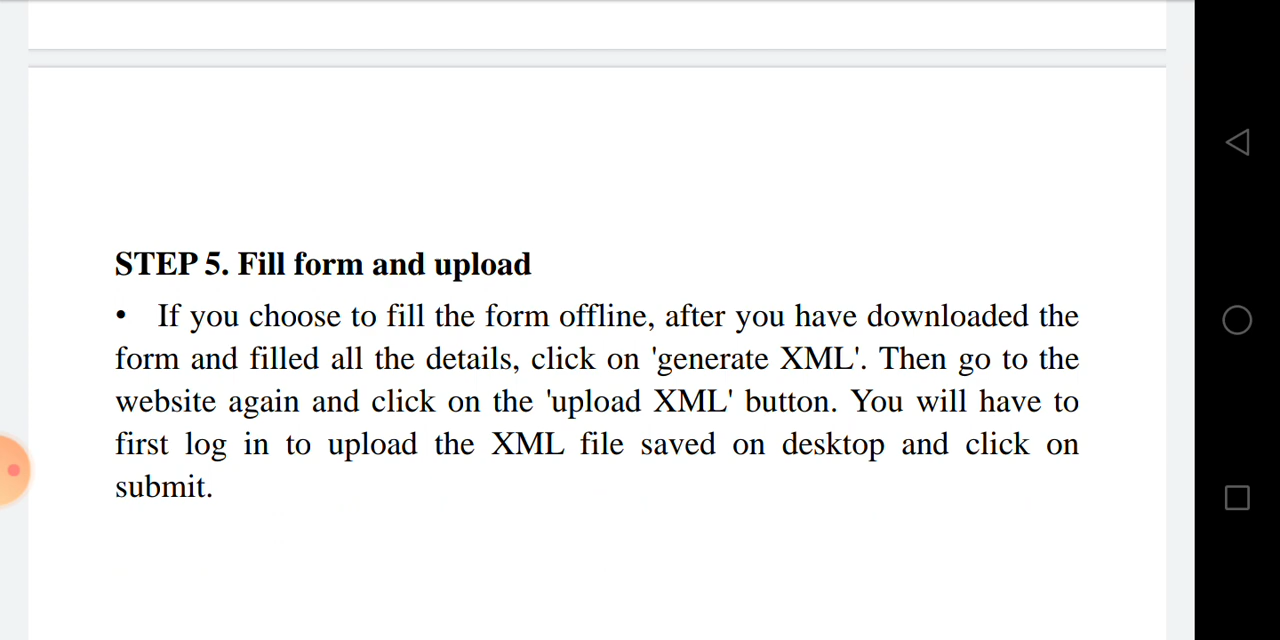 STEP 5. Fill form and upload
• If you choose to fill the form offline, after you have downloaded the
form and filled all the details, click on 'generate XML'. Then go to the
website again and click on the 'upload XML' button. You will have to
first log in to upload the XML file saved on desktop and click on
submit.